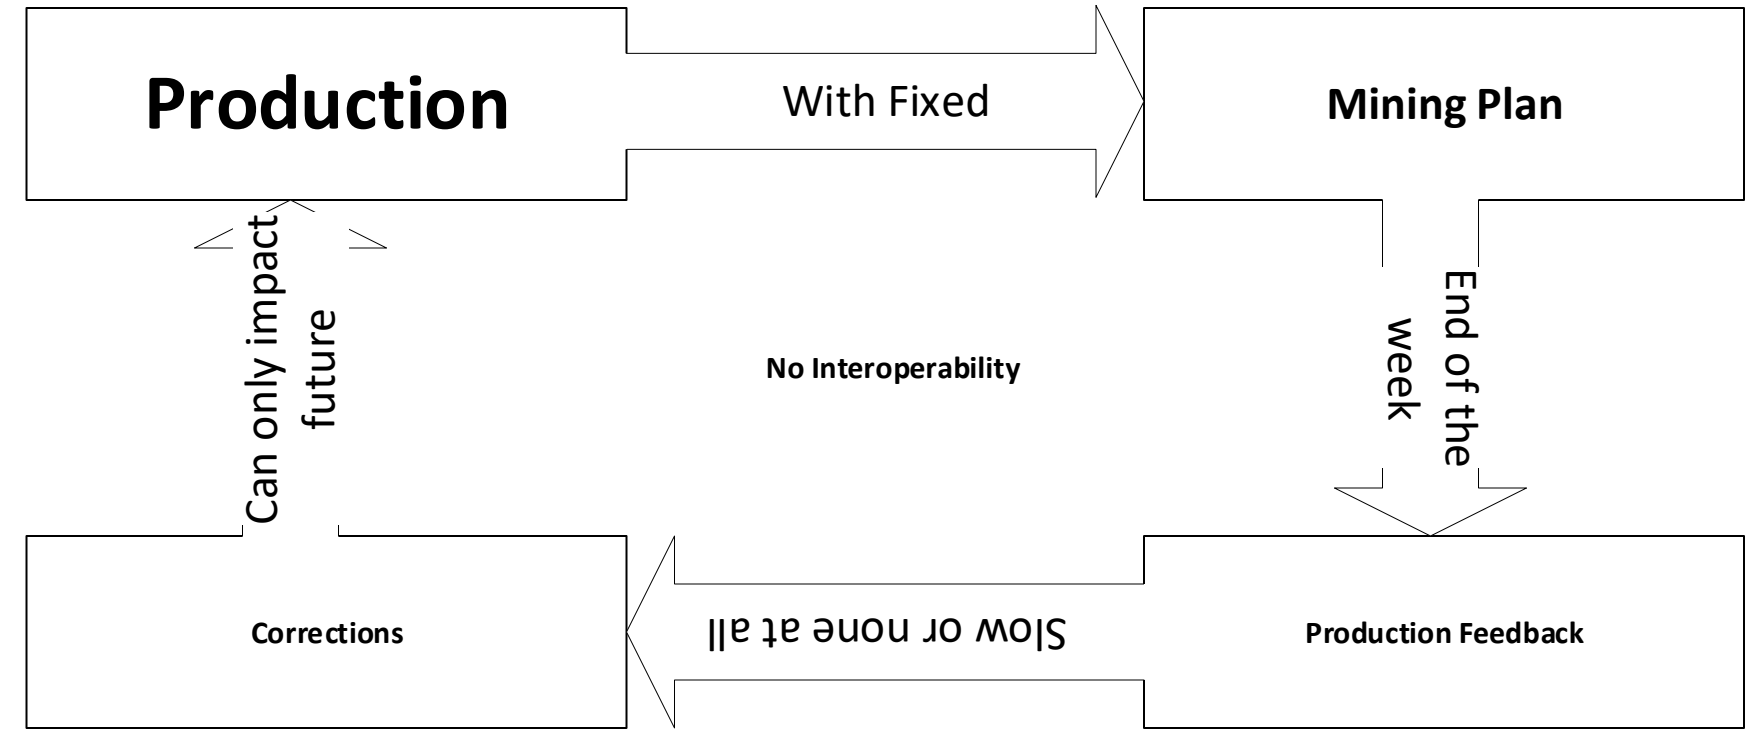 Production
With Fixed
Mining Plan
Can only impact
future
No Interoperability
End of the
week
Corrections
Slow or none at all
Production Feedback